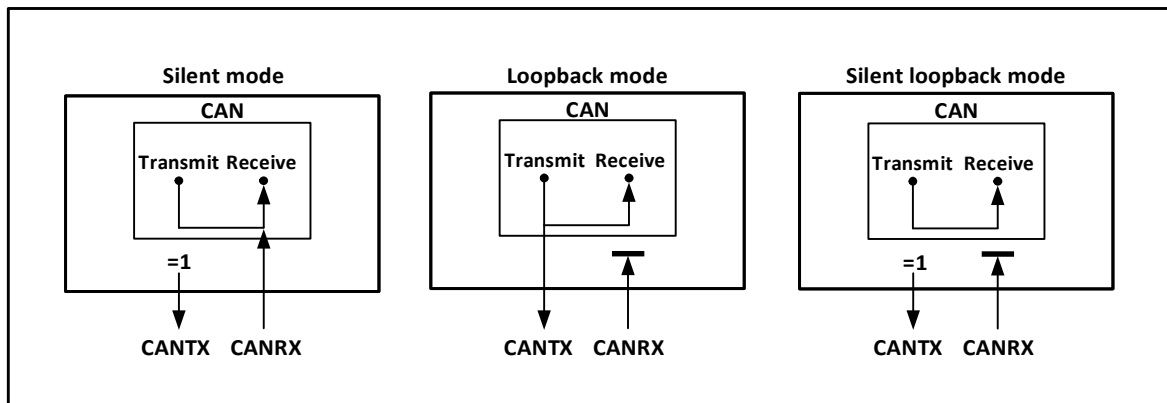 Silent mode Loopback mode Silent loopback mode
CAN CAN CAN
Transmit Receive Transmit Receive Transmit Receive
=1 =1
CANTX CANRX CANTX CANRX CANTX CANRX